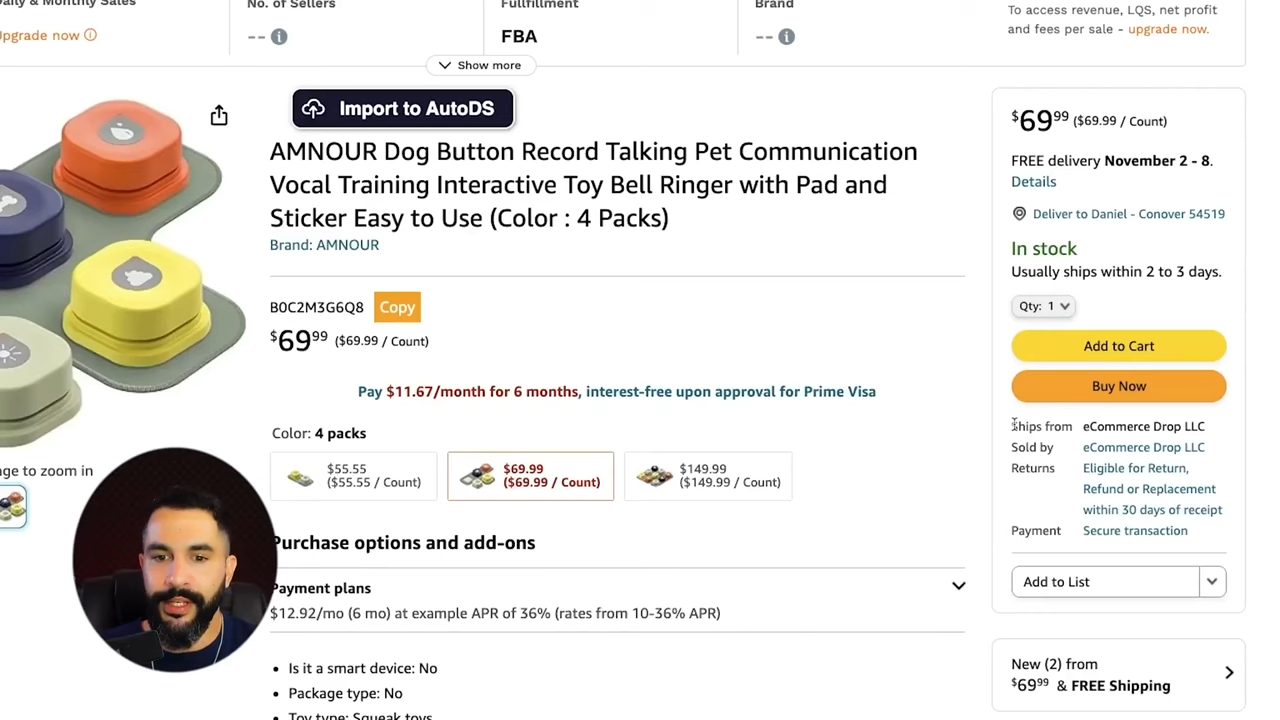 Daily & Monthly Sales
Upgrade now
No. of Sellers
--
Fullfillment
FBA
Brand
--
To access revenue, LQS, net profit
and fees per sale - upgrade now.
Show more
Import to AutoDS
AMNOUR Dog Button Record Talking Pet Communication
Vocal Training Interactive Toy Bell Ringer with Pad and
Sticker Easy to Use (Color : 4 Packs)
Brand: AMNOUR
B0C2M3G6Q8 Copy
$69.99 ($69.99 / Count)
Pay $11.67/month for 6 months, interest-free upon approval for Prime Visa
Color: 4 packs
$55.55
($55.55 / Count)
$69.99
($69.99 / Count)
$149.99
($149.99 / Count)
nge to zoom in
Purchase options and add-ons
Payment plans
$12.92/mo (6 mo) at example APR of 36% (rates from 10-36% APR)
• Is it a smart device: No
• Package type: No
• Toy type: Squeak toys
$69.99 ($69.99 / Count)
FREE delivery November 2 - 8.
Details
Deliver to Daniel - Conover 54519
In stock
Usually ships within 2 to 3 days.
Qty: 1
Add to Cart
Buy Now
Ships from eCommerce Drop LLC
Sold by eCommerce Drop LLC
Returns Eligible for Return,
Refund or Replacement
within 30 days of receipt
Payment Secure transaction
Add to List
New (2) from
$69.99 & FREE Shipping